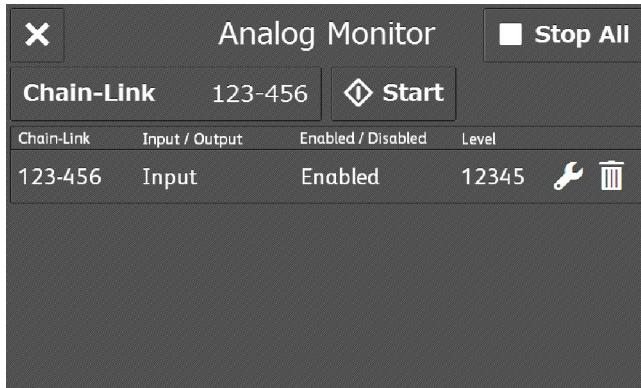 Analog Monitor
Stop All
Chain-Link 123-456 Start
Chain-Link Input / Output Enabled / Disabled Level
123-456 Input Enabled 12345